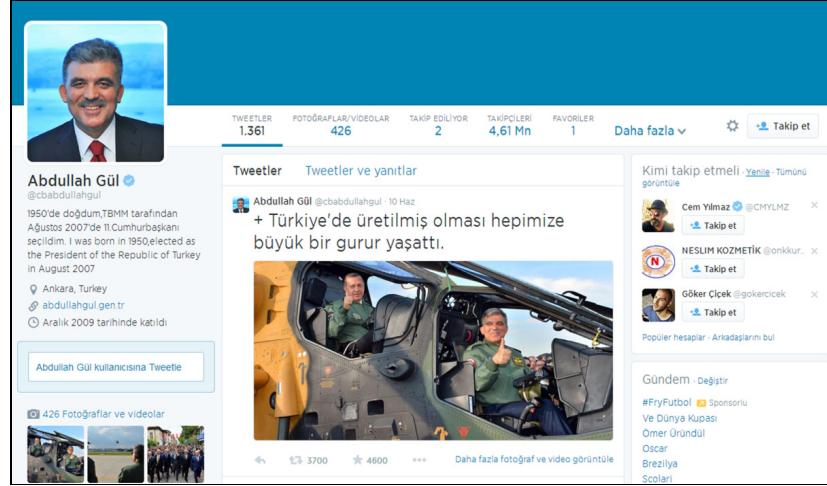 TWEETLER
1.361
FOTOĞRAFLAR/VİDEOLAR
426
TAKİP EDİLİYOR
2
TAKİPÇİLERİ
4,61 Mn
FAVORİLER
1
Daha fazla
Takip et
Abdullah Gül
@cbabdullahgul
1950'de doğdum,TBMM tarafından
Ağustos 2007'de 11.Cumhurbaşkanı
seçildim. I was born in 1950,elected as
the President of the Republic of Turkey
in August 2007
Ankara, Turkey
abdullahgul.gen.tr
Aralık 2009 tarihinde katıldı
Abdullah Gül kullanıcısına Tweetle
426 Fotoğraflar ve videolar
Tweetler
Tweetler ve yanıtlar
Abdullah Gül @cbabdullahgul · 10 Haz
+ Türkiye'de üretilmiş olması hepimize
büyük bir gurur yaşattı.
3700
4600
Daha fazla fotoğraf ve video görüntüle
Kimi takip etmeli · Yenile · Tümünü
görüntüle
Cem Yılmaz @CMYLMZ
Takip et
NESLIM KOZMETİK @onkkur..
Takip et
Göker Çiçek @gokercicek
Takip et
Popüler hesaplar · Arkadaşlarını bul
Gündem · Değiştir
#FryFutbol Sponsorlu
Ve Dünya Kupası
Ömer Üründül
Oscar
Brezilya
Scolari